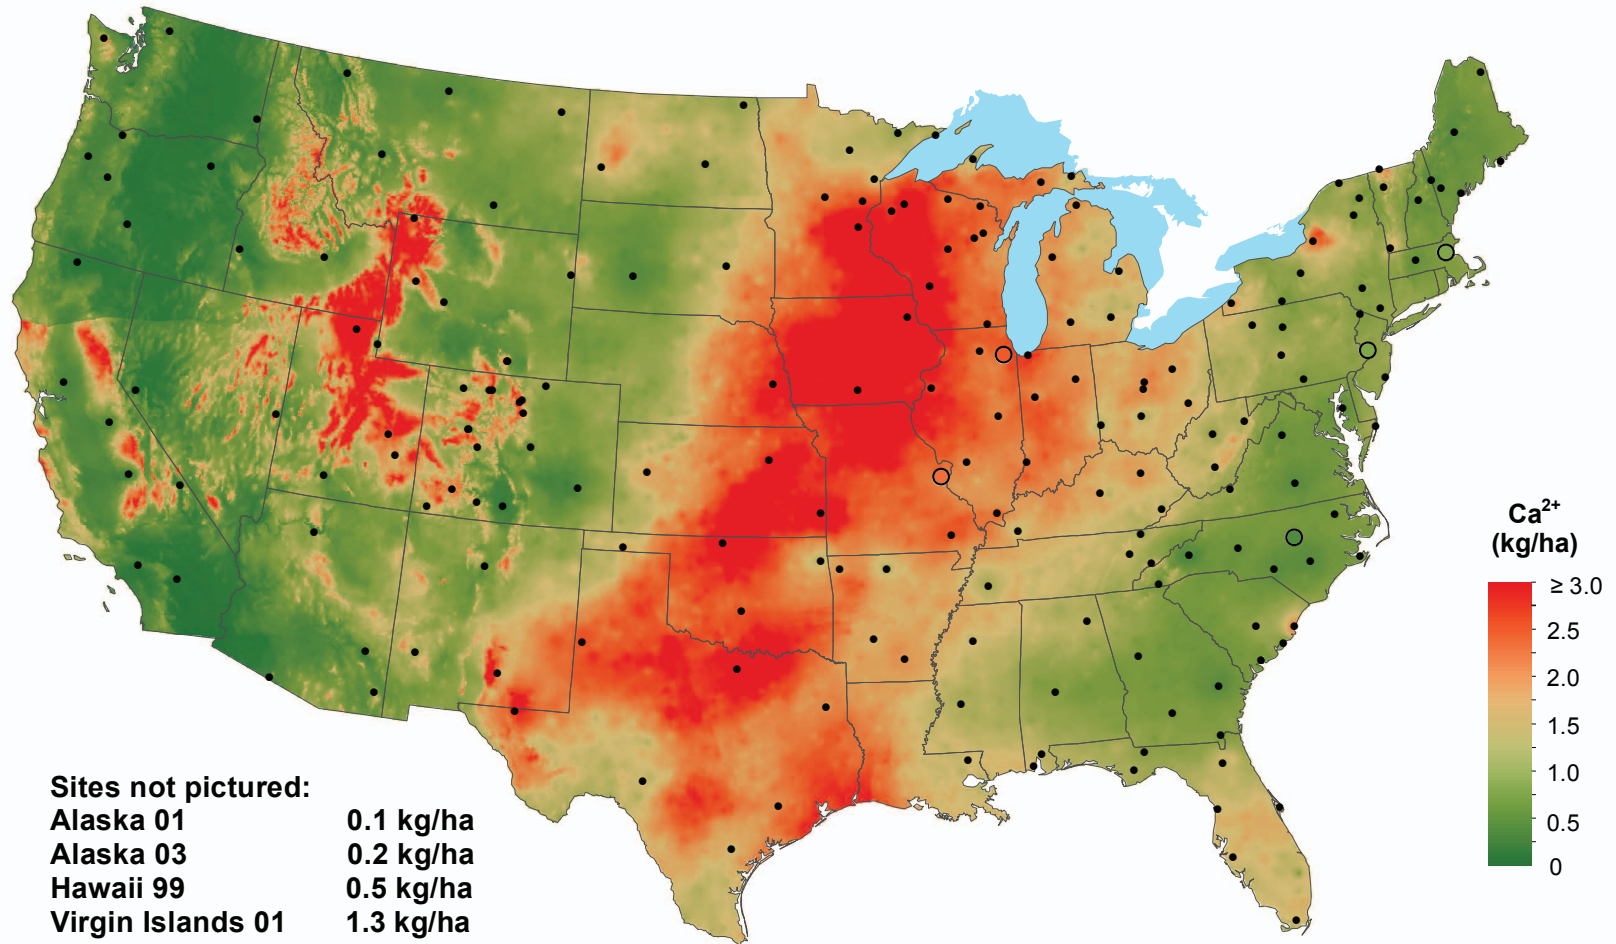 Ca²⁺
(kg/ha)
≥ 3.0
2.5
2.0
1.5
1.0
0.5
0
Sites not pictured:
Alaska 01 0.1 kg/ha
Alaska 03 0.2 kg/ha
Hawaii 99 0.5 kg/ha
Virgin Islands 01 1.3 kg/ha